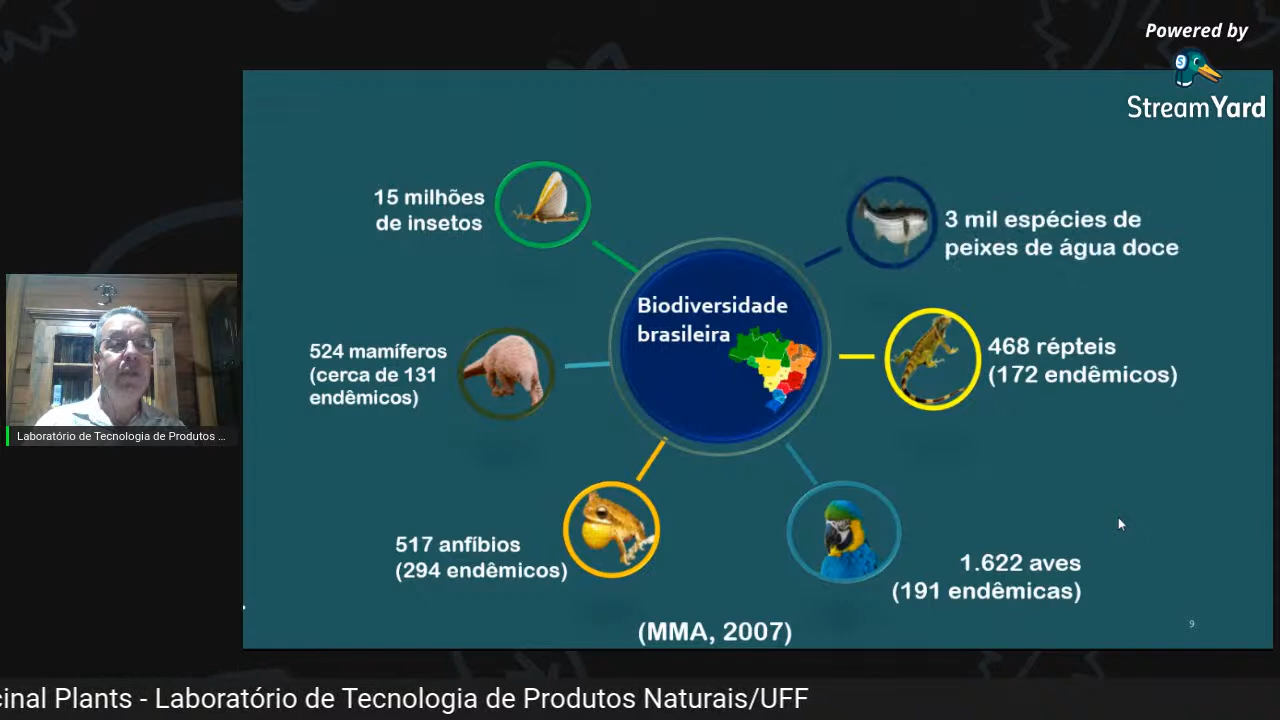 Powered by
StreamYard
15 milhões
de insetos
3 mil espécies de
peixes de água doce
Biodiversidade
brasileira
524 mamíferos
(cerca de 131
endêmicos)
468 répteis
(172 endêmicos)
517 anfíbios
(294 endêmicos)
1.622 aves
(191 endêmicas)
(MMA, 2007)
9
Laboratório de Tecnologia de Produtos ...
cinal Plants - Laboratório de Tecnologia de Produtos Naturais/UFF